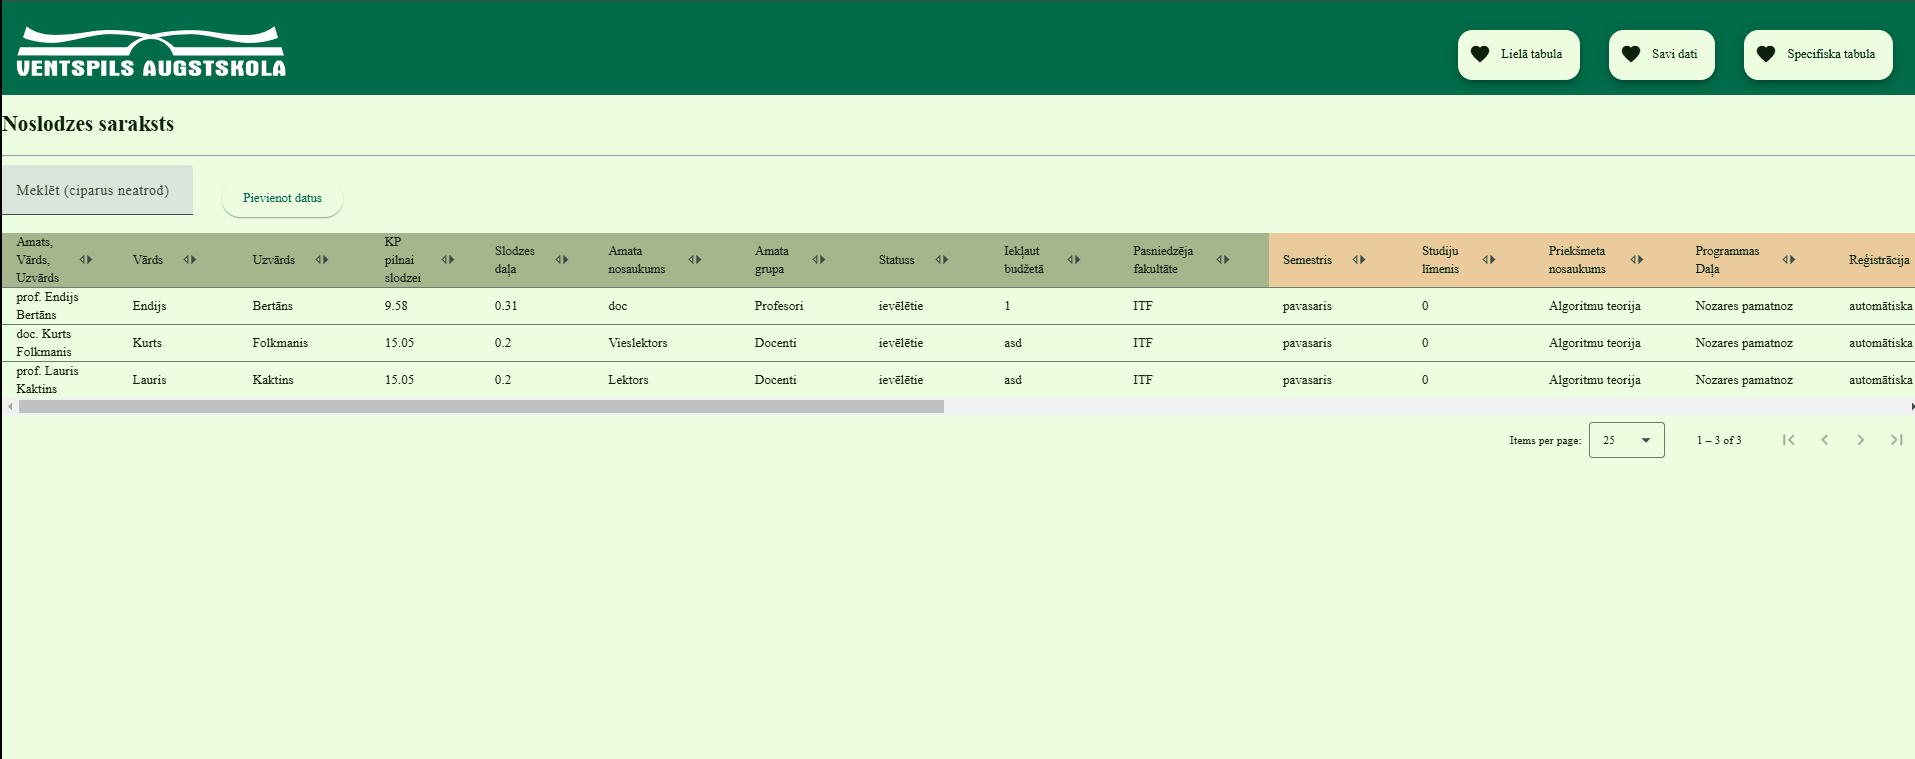 VENTSPILS AUGSTSKOLA
Lielā tabula
Savi dati
Specifiska tabula
Noslodzes saraksts
Meklēt (ciparus neatrod)
Pievienot datus
Amats, Vārds, Uzvārds
Vārds
Uzvārds
KP pilnai slodzei
Slodzes daļa
Amata nosaukums
Amata grupa
Statuss
Iekļaut budžetā
Pasniedzēja fakultāte
Semestris
Studiju līmenis
Priekšmeta nosaukums
Programmas Daļa
Reģistrācija
prof. Endijs Bertāns
Endijs
Bertāns
9.58
0.31
doc
Profesori
ievēlētie
1
ITF
pavasaris
0
Algoritmu teorija
Nozares pamatnoz
automātiska
doc. Kurts Folkmanis
Kurts
Folkmanis
15.05
0.2
Vieslektors
Docenti
ievēlētie
asd
ITF
pavasaris
0
Algoritmu teorija
Nozares pamatnoz
automātiska
prof. Lauris Kaktins
Lauris
Kaktins
15.05
0.2
Lektors
Docenti
ievēlētie
asd
ITF
pavasaris
0
Algoritmu teorija
Nozares pamatnoz
automātiska
Items per page:
25
1 – 3 of 3